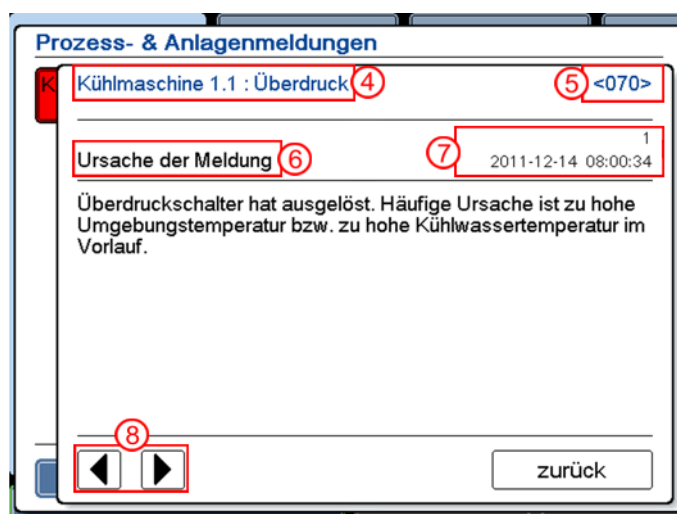 Prozess- & Anlagenmeldungen
K
Kühlmaschine 1.1 : Überdruck 4
5 <070>
1
Ursache der Meldung 6
7 2011-12-14 08:00:34
Überdruckschalter hat ausgelöst. Häufige Ursache ist zu hohe
Umgebungstemperatur bzw. zu hohe Kühlwassertemperatur im
Vorlauf.
8
zurück